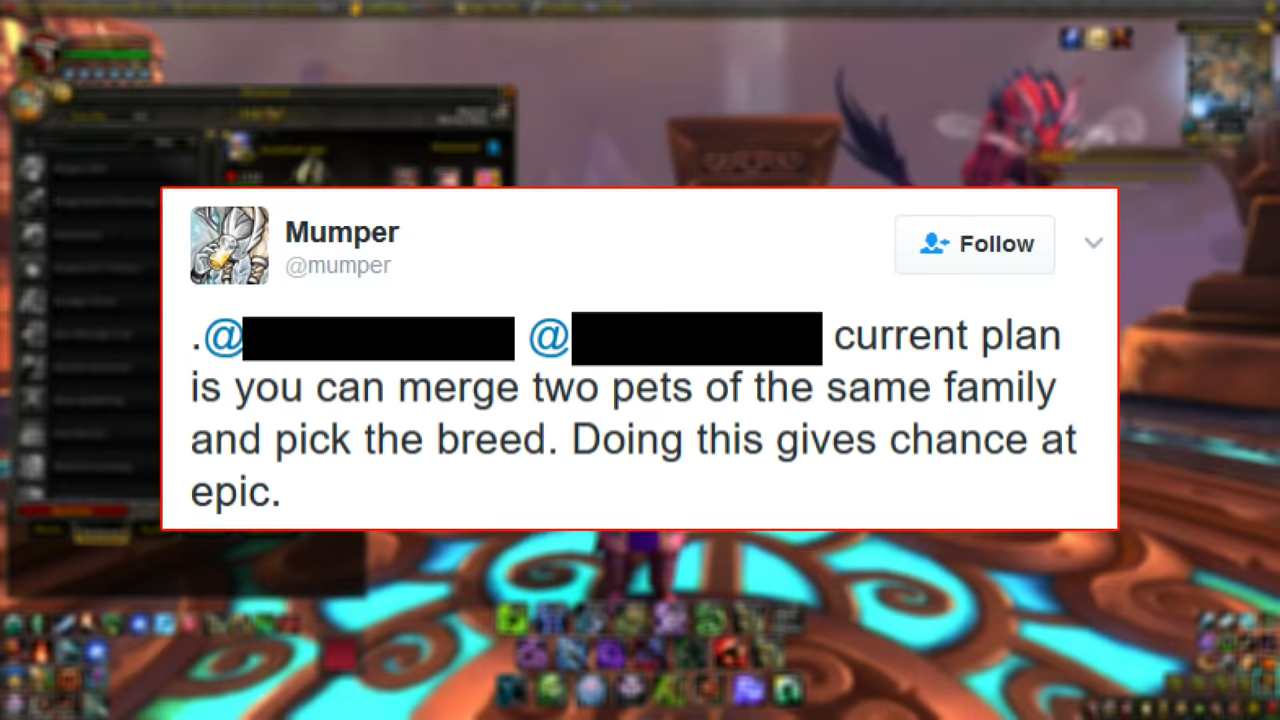 Mumper
@mumper
Follow
.@ @ current plan
is you can merge two pets of the same family
and pick the breed. Doing this gives chance at
epic.